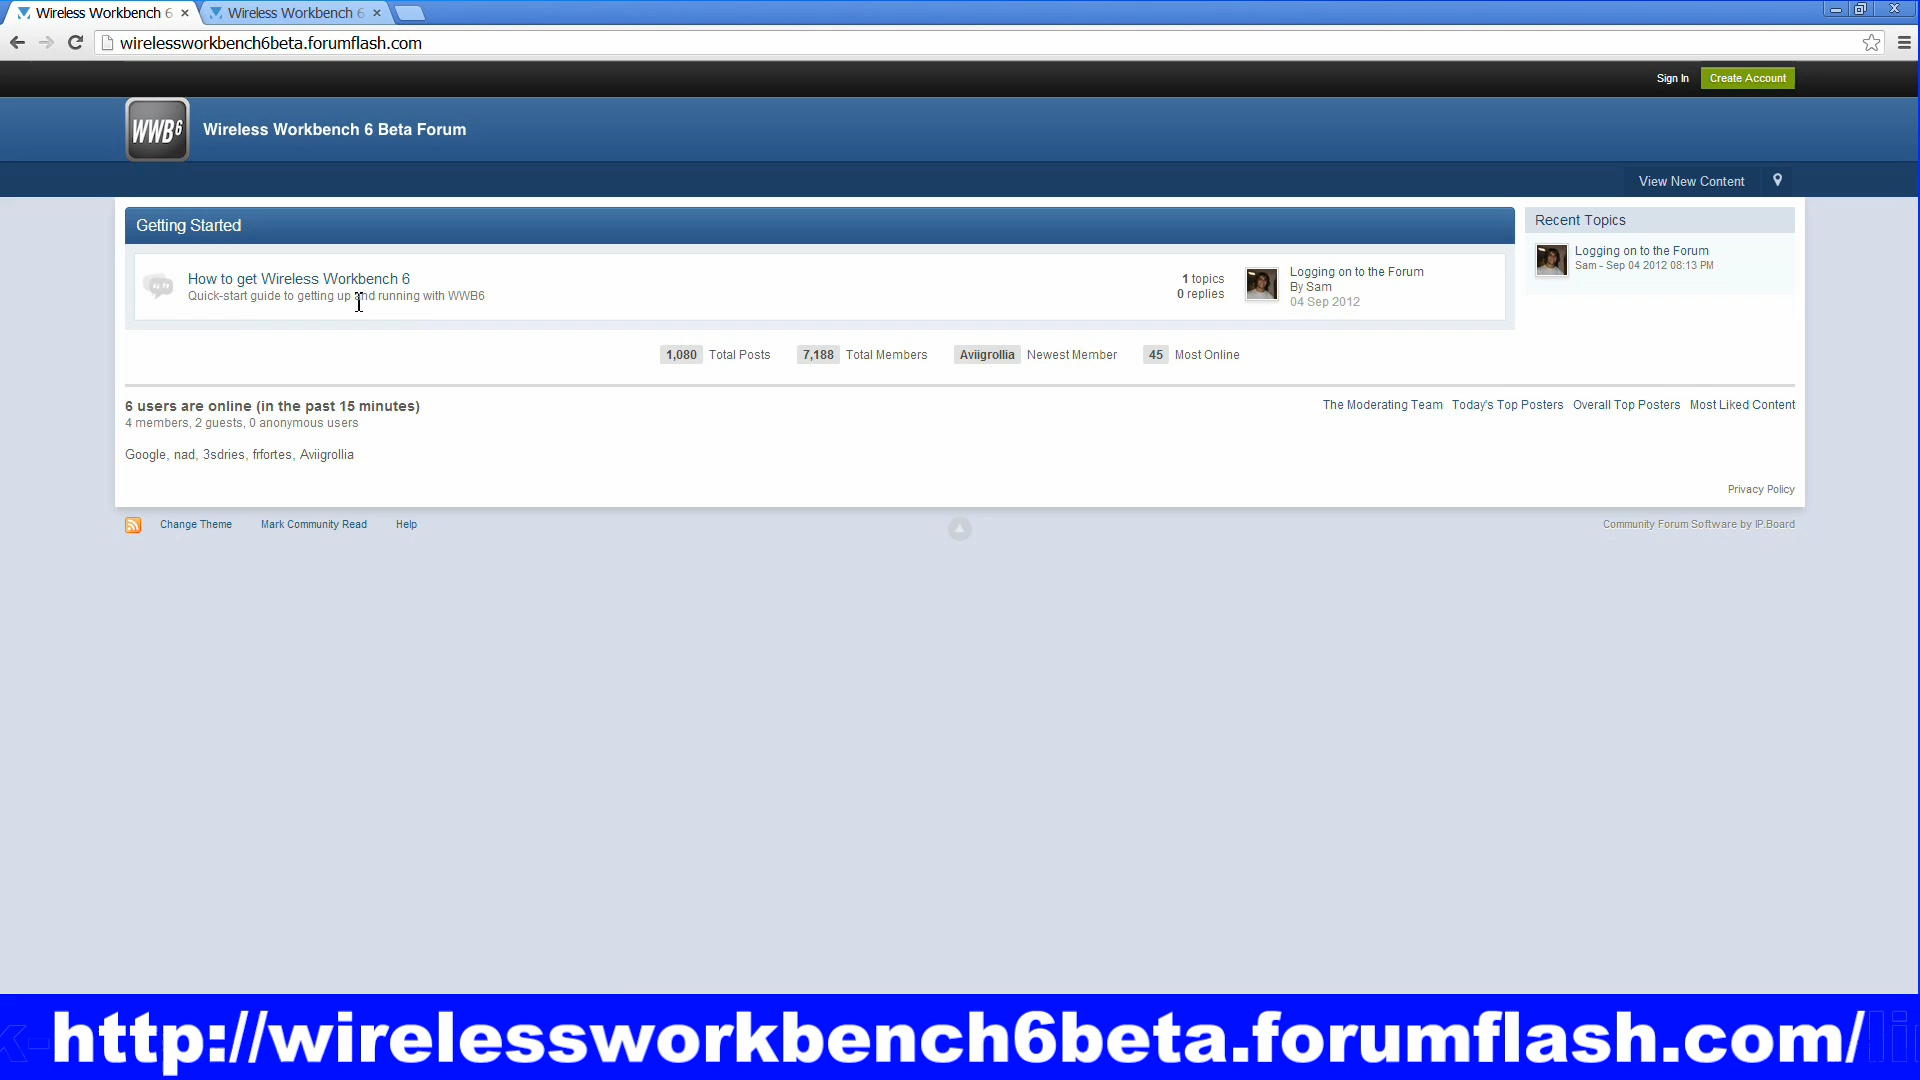 Wireless Workbench 6
Wireless Workbench 6
wirelessworkbench6beta.forumflash.com
Sign In
Create Account
WWB6
Wireless Workbench 6 Beta Forum
View New Content
Getting Started
How to get Wireless Workbench 6
Quick-start guide to getting up and running with WWB6
1 topics
0 replies
Logging on to the Forum
By Sam
04 Sep 2012
Recent Topics
Logging on to the Forum
Sam - Sep 04 2012 08:13 PM
1,080 Total Posts 7,188 Total Members Aviigrollia Newest Member 45 Most Online
6 users are online (in the past 15 minutes)
4 members, 2 guests, 0 anonymous users
Google, nad, 3sdries, frfortes, Aviigrollia
The Moderating Team Today's Top Posters Overall Top Posters Most Liked Content
Privacy Policy
Change Theme Mark Community Read Help
Community Forum Software by IP.Board
http://wirelessworkbench6beta.forumflash.com/